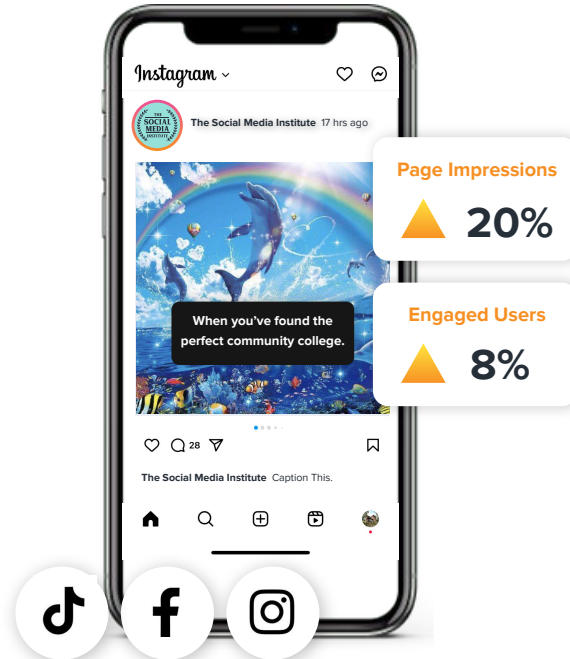 Instagram
THE
SOCIAL
MEDIA
INSTITUTE
The Social Media Institute 17 hrs ago
Page Impressions
20%
When you’ve found the
perfect community college.
Engaged Users
8%
28
The Social Media Institute Caption This.